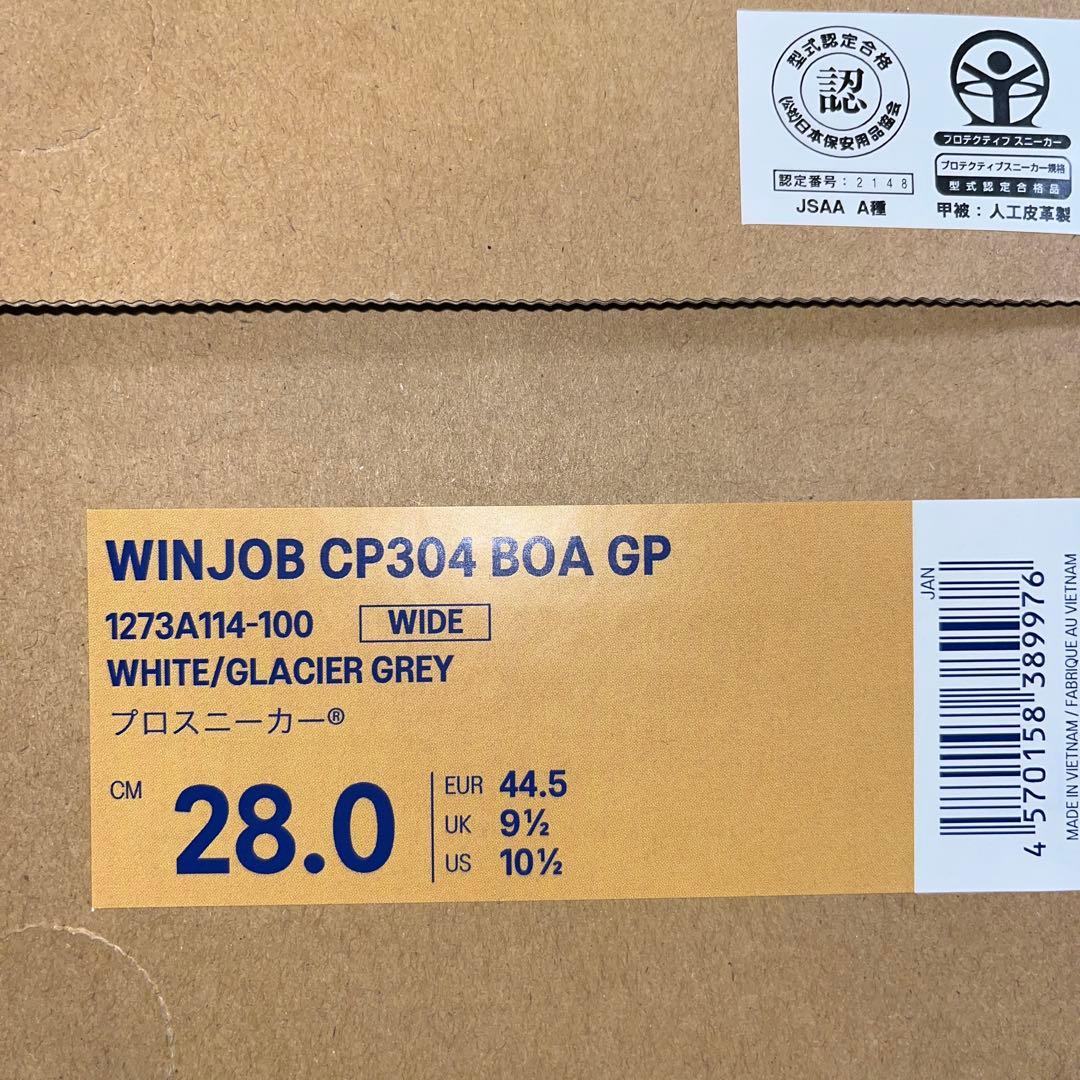 型式認定合格
認
(公社)日本保安用品協会
認定番号：2148
JSAA A種
プロテクティブ スニーカー
プロテクティブスニーカー規格
型式認定合格品
甲被：人工皮革製
WINJOB CP304 BOA GP
1273A114-100 WIDE
WHITE/GLACIER GREY
プロスニーカー®
CM 28.0
EUR 44.5
UK 9½
US 10½
JAN
4570158389976
MADE IN VIETNAM / FABRIQUE AU VIETNAM